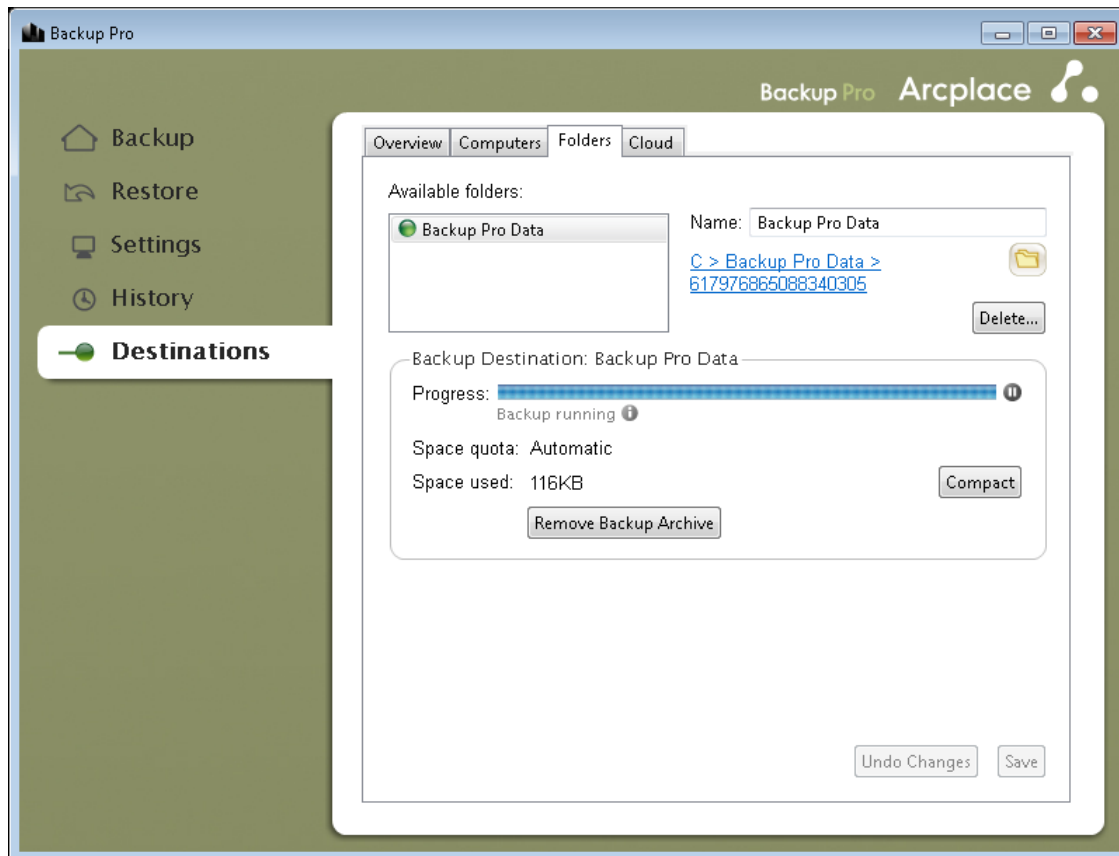 Backup Pro
Backup Pro Arcplace
Backup
Restore
Settings
History
Destinations
Overview Computers Folders Cloud
Available folders:
Backup Pro Data
Name: Backup Pro Data
C > Backup Pro Data >
617976865088340305
Delete...
Backup Destination: Backup Pro Data
Progress:
Backup running
Space quota: Automatic
Space used: 116KB
Compact
Remove Backup Archive
Undo Changes Save